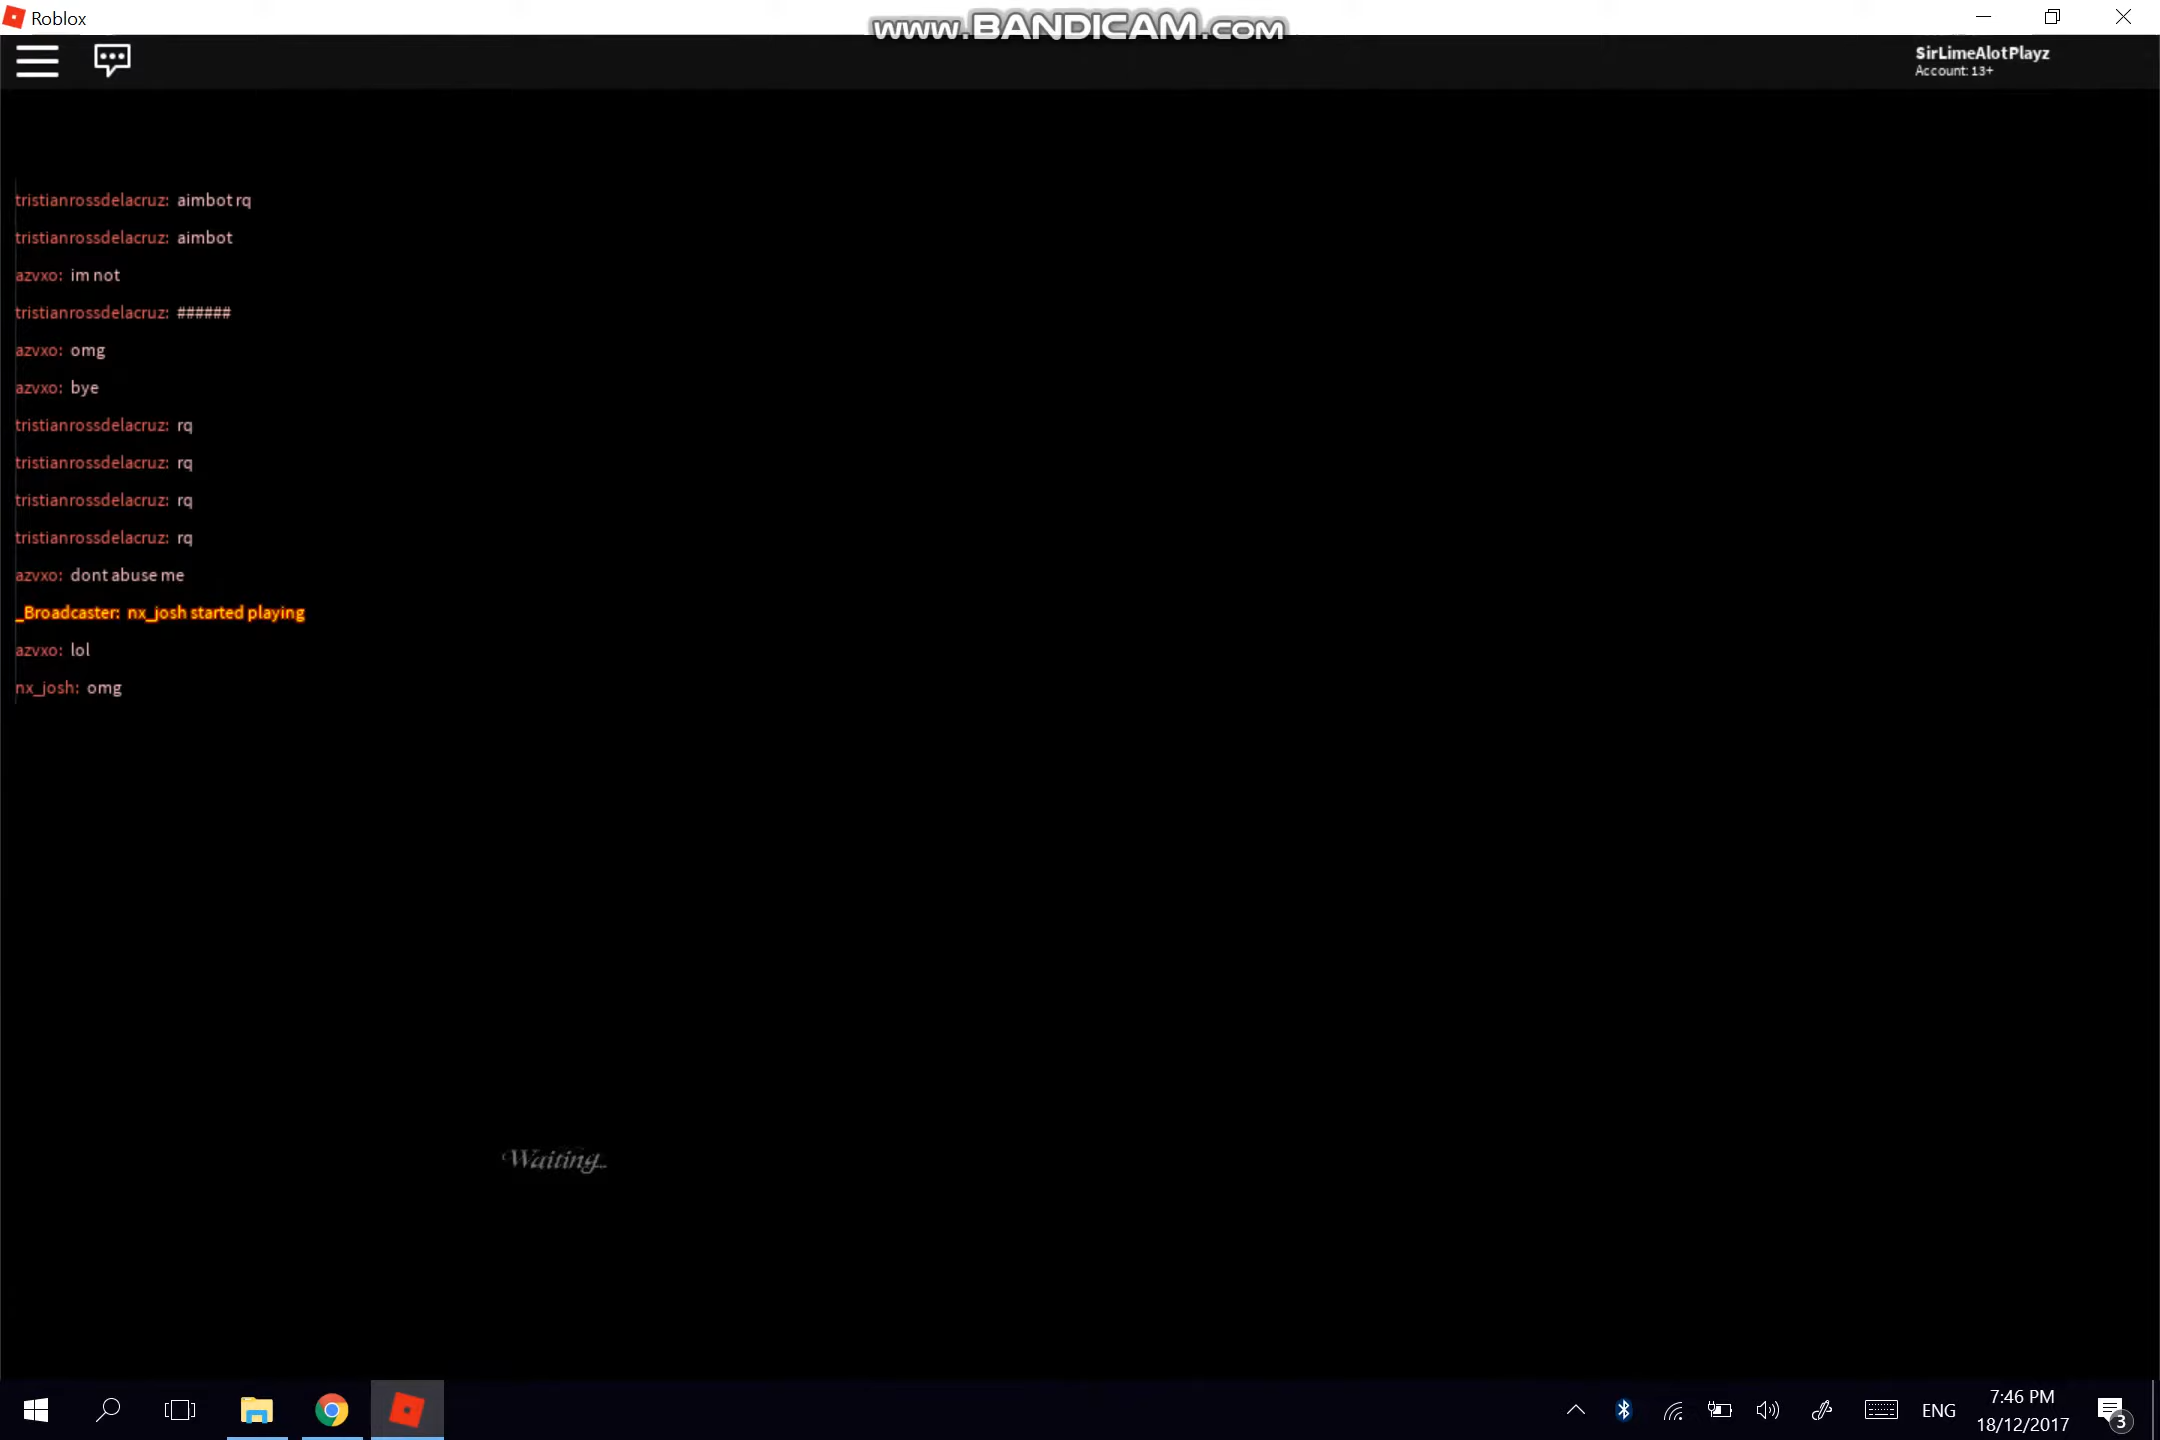 Roblox
www.BANDICAM.com
SirLimeAlotPlayz
Account: 13+
tristianrossdelacruz: aimbot rq
tristianrossdelacruz: aimbot
azvxo: im not
tristianrossdelacruz: ######
azvxo: omg
azvxo: bye
tristianrossdelacruz: rq
tristianrossdelacruz: rq
tristianrossdelacruz: rq
tristianrossdelacruz: rq
azvxo: dont abuse me
_Broadcaster: nx_josh started playing
azvxo: lol
nx_josh: omg
Waiting...
ENG
7:46 PM
18/12/2017
3